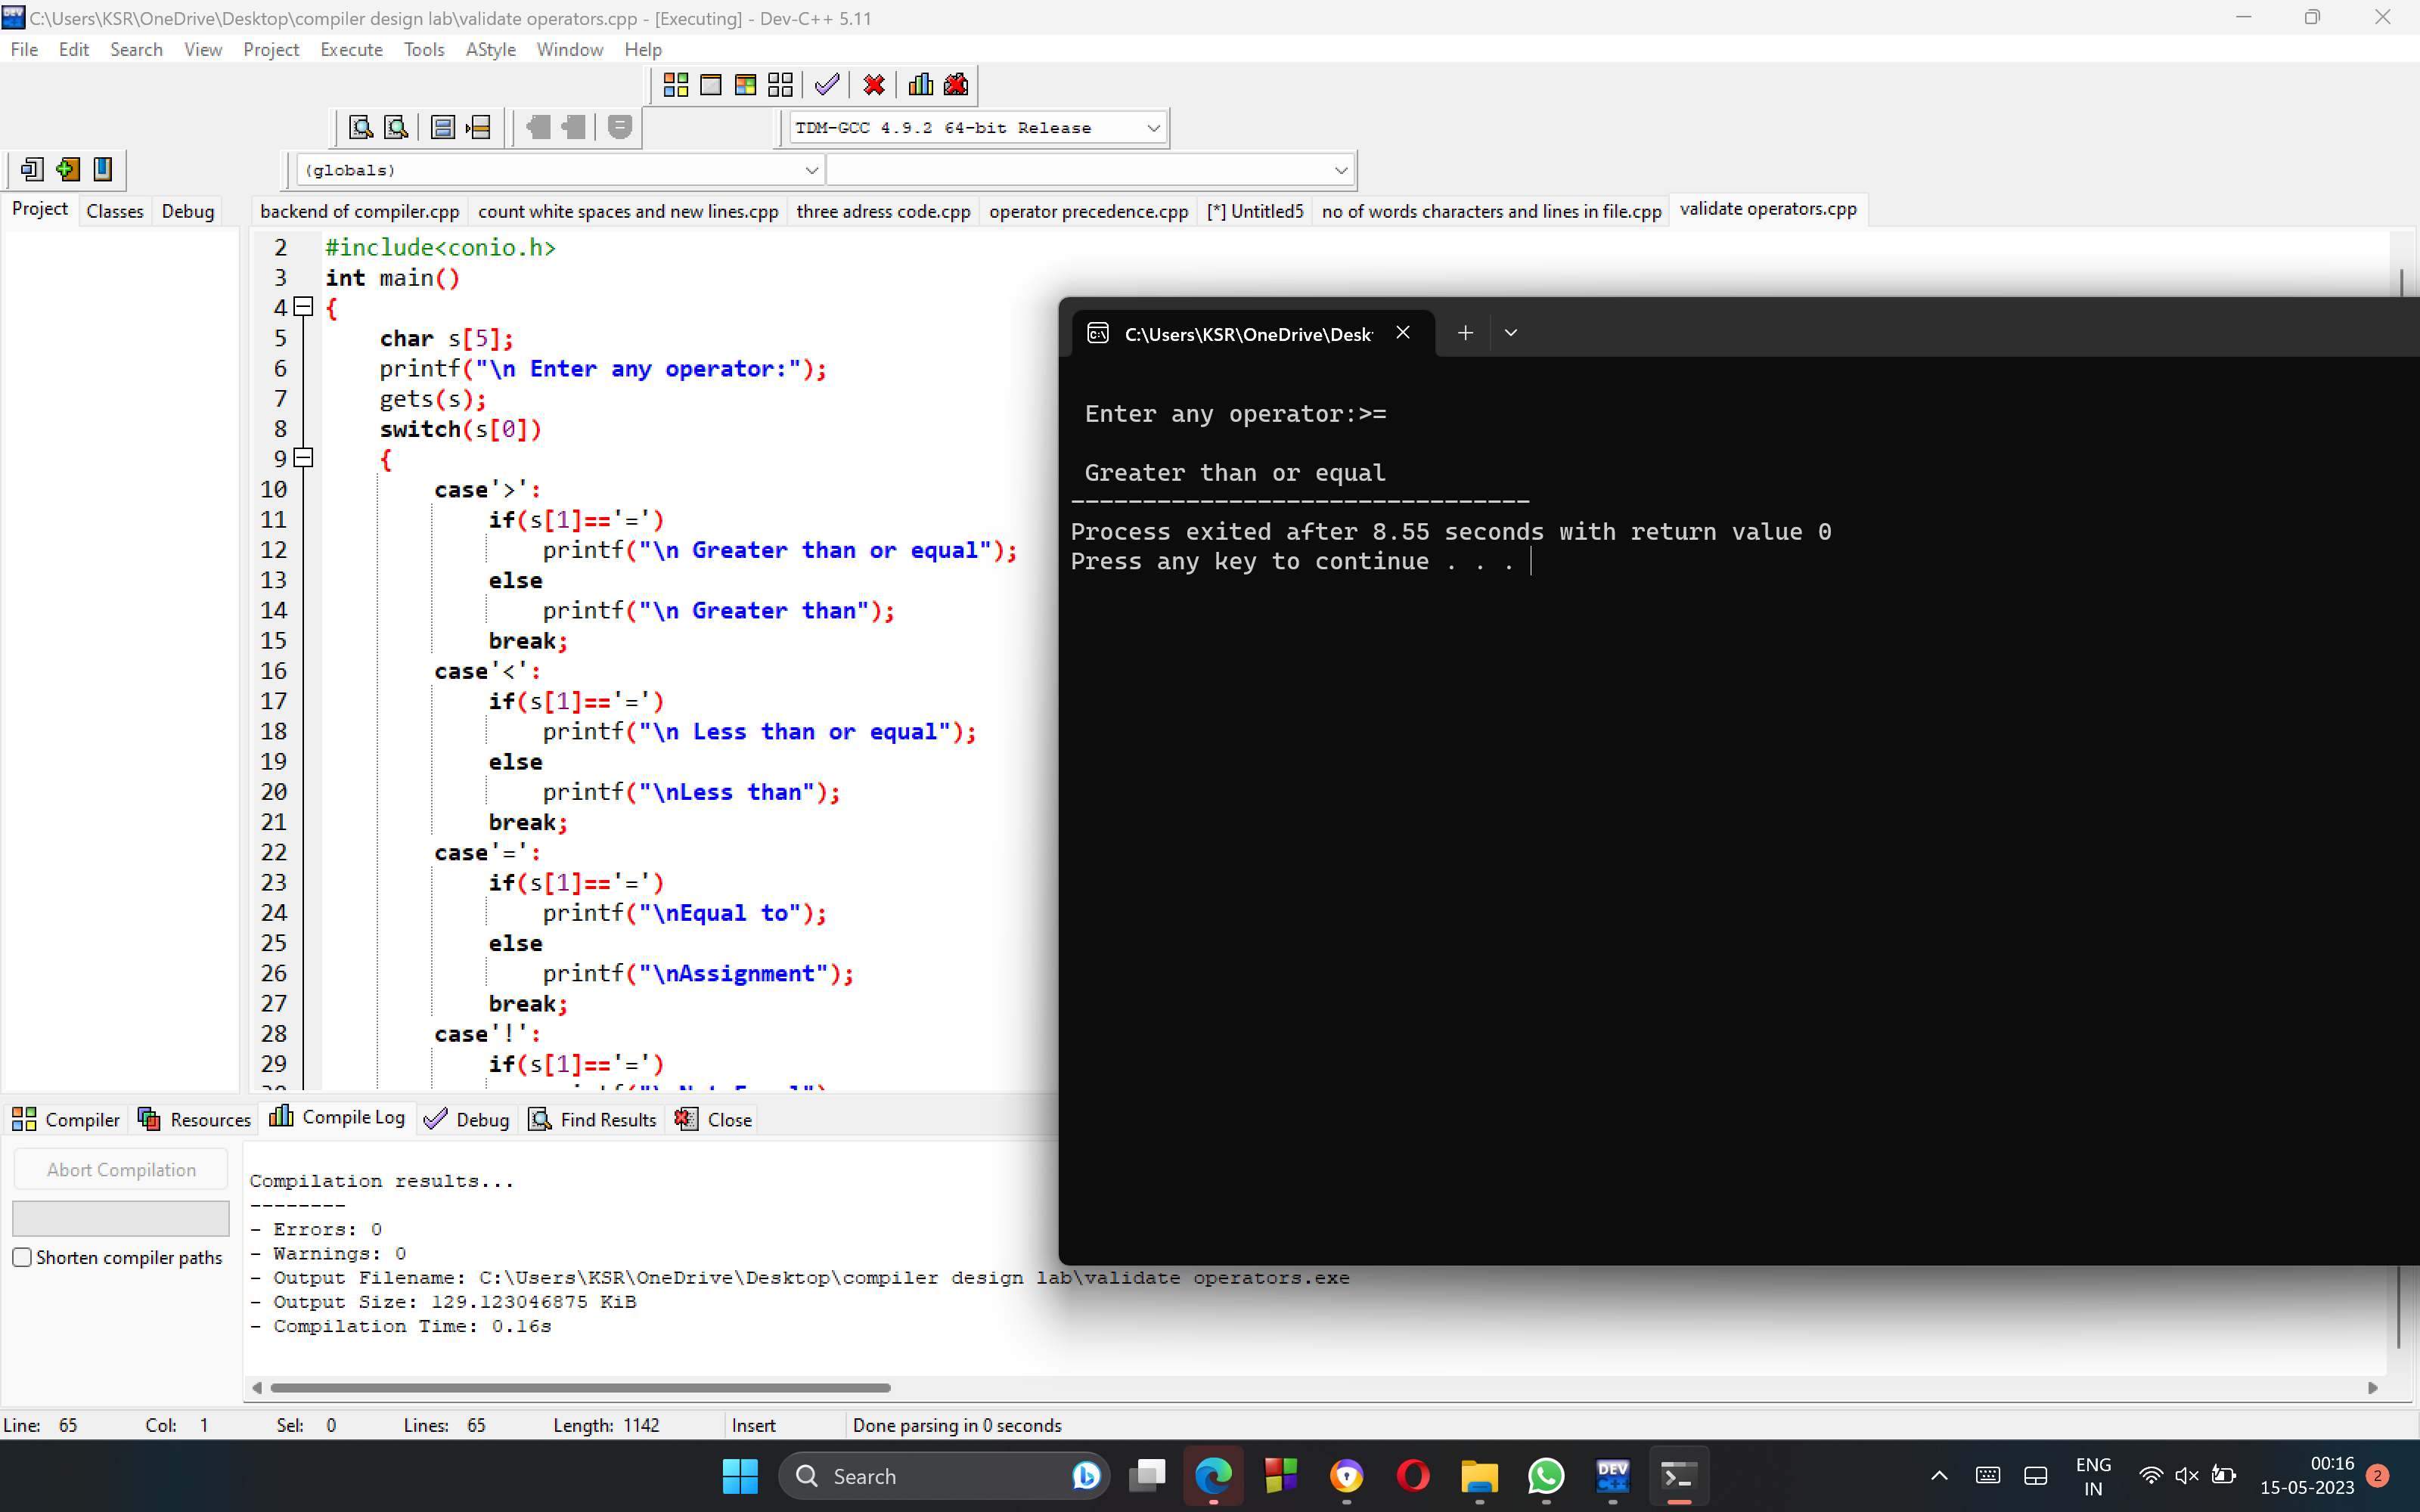 C:\Users\KSR\OneDrive\Desktop\compiler design lab\validate operators.cpp - [Executing] - Dev-C++ 5.11
File Edit Search View Project Execute Tools AStyle Window Help
TDM-GCC 4.9.2 64-bit Release
(globals)
Project Classes Debug
backend of compiler.cpp count white spaces and new lines.cpp three adress code.cpp operator precedence.cpp [*] Untitled5 no of words characters and lines in file.cpp validate operators.cpp
2 #include<conio.h>
3 int main()
4 {
5 char s[5];
6 printf("\n Enter any operator:");
7 gets(s);
8 switch(s[0])
9 {
10 case'>':
11 if(s[1]=='=')
12 printf("\n Greater than or equal");
13 else
14 printf("\n Greater than");
15 break;
16 case'<':
17 if(s[1]=='=')
18 printf("\n Less than or equal");
19 else
20 printf("\nLess than");
21 break;
22 case'=':
23 if(s[1]=='=')
24 printf("\nEqual to");
25 else
26 printf("\nAssignment");
27 break;
28 case'!':
29 if(s[1]=='=')
C:\Users\KSR\OneDrive\Desk
Enter any operator:>=
Greater than or equal
--------------------------------
Process exited after 8.55 seconds with return value 0
Press any key to continue . . .
Compiler Resources Compile Log Debug Find Results Close
Abort Compilation
Shorten compiler paths
Compilation results...
--------
- Errors: 0
- Warnings: 0
- Output Filename: C:\Users\KSR\OneDrive\Desktop\compiler design lab\validate operators.exe
- Output Size: 129.123046875 KiB
- Compilation Time: 0.16s
Line: 65 Col: 1 Sel: 0 Lines: 65 Length: 1142 Insert Done parsing in 0 seconds
Search
DEV C++
ENG
IN
00:16
15-05-2023
2